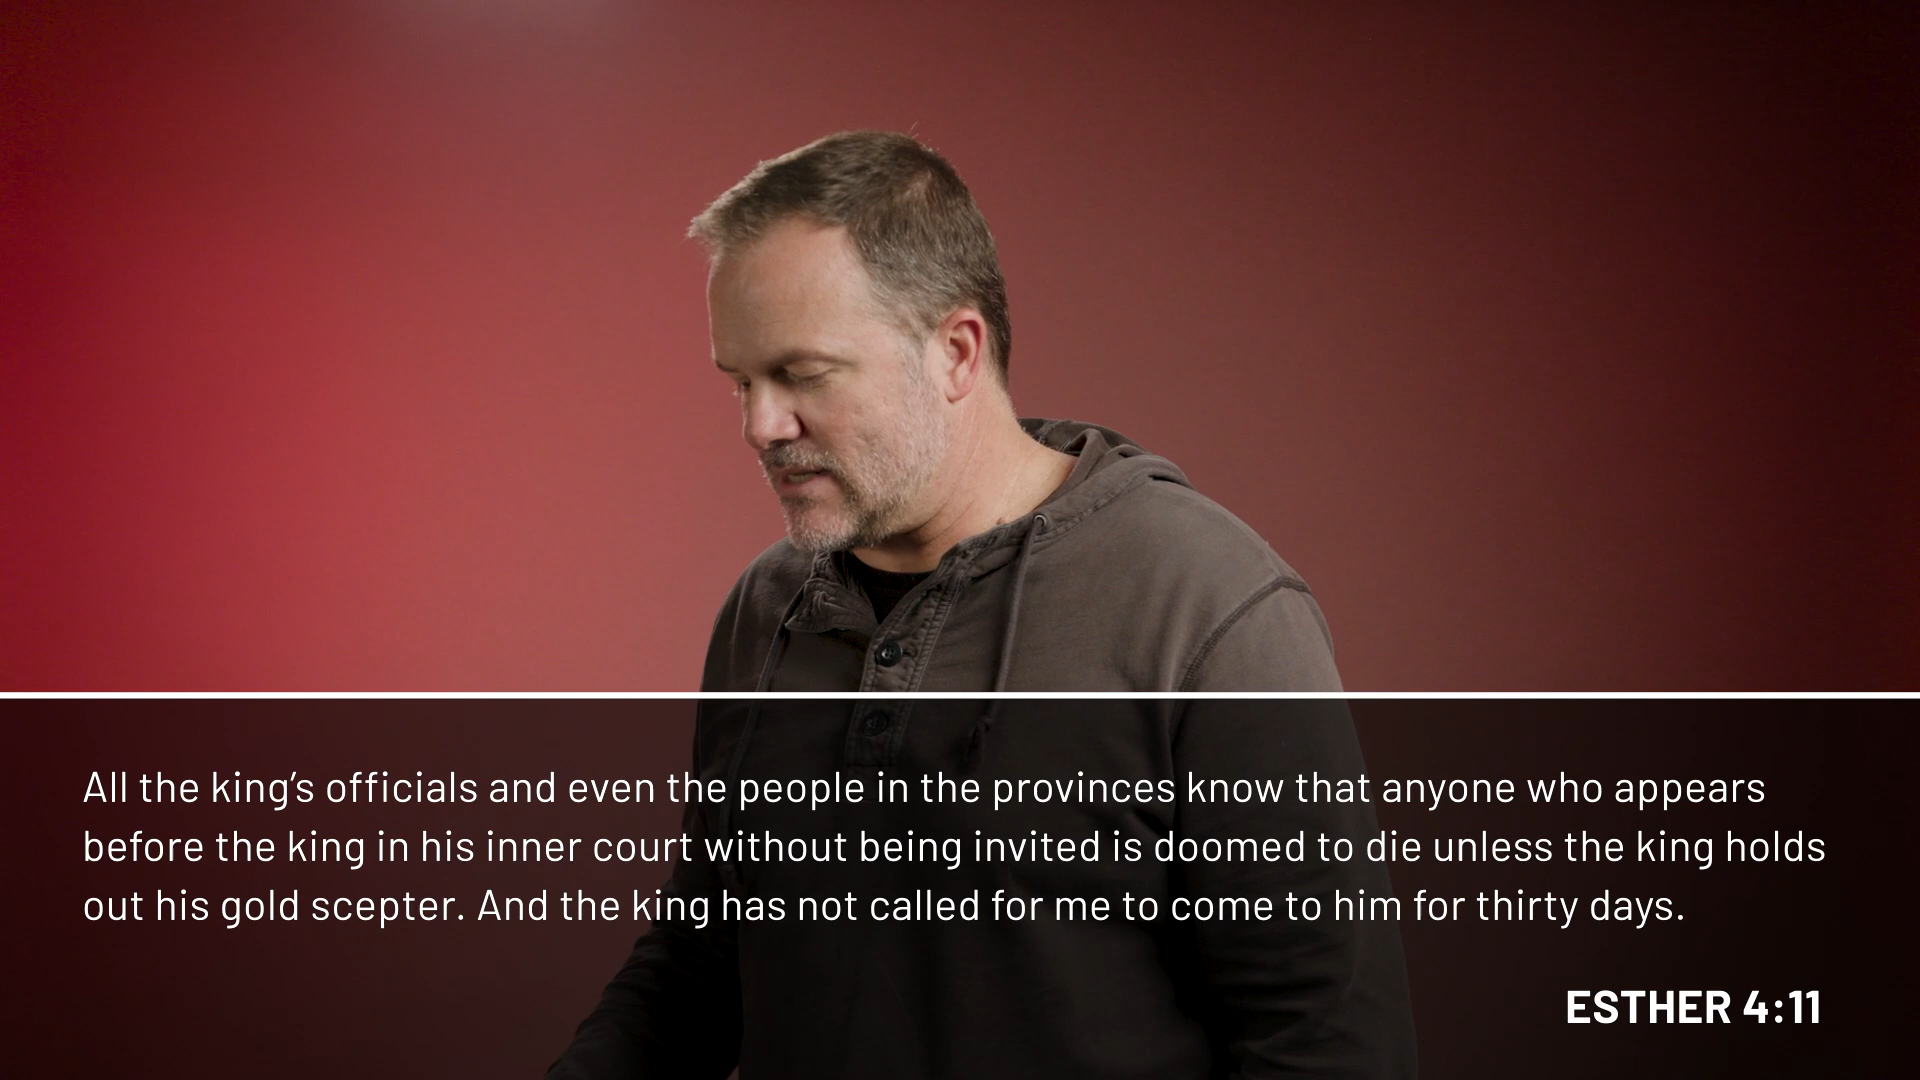 All the king’s officials and even the people in the provinces know that anyone who appears
before the king in his inner court without being invited is doomed to die unless the king holds
out his gold scepter. And the king has not called for me to come to him for thirty days.
ESTHER 4:11